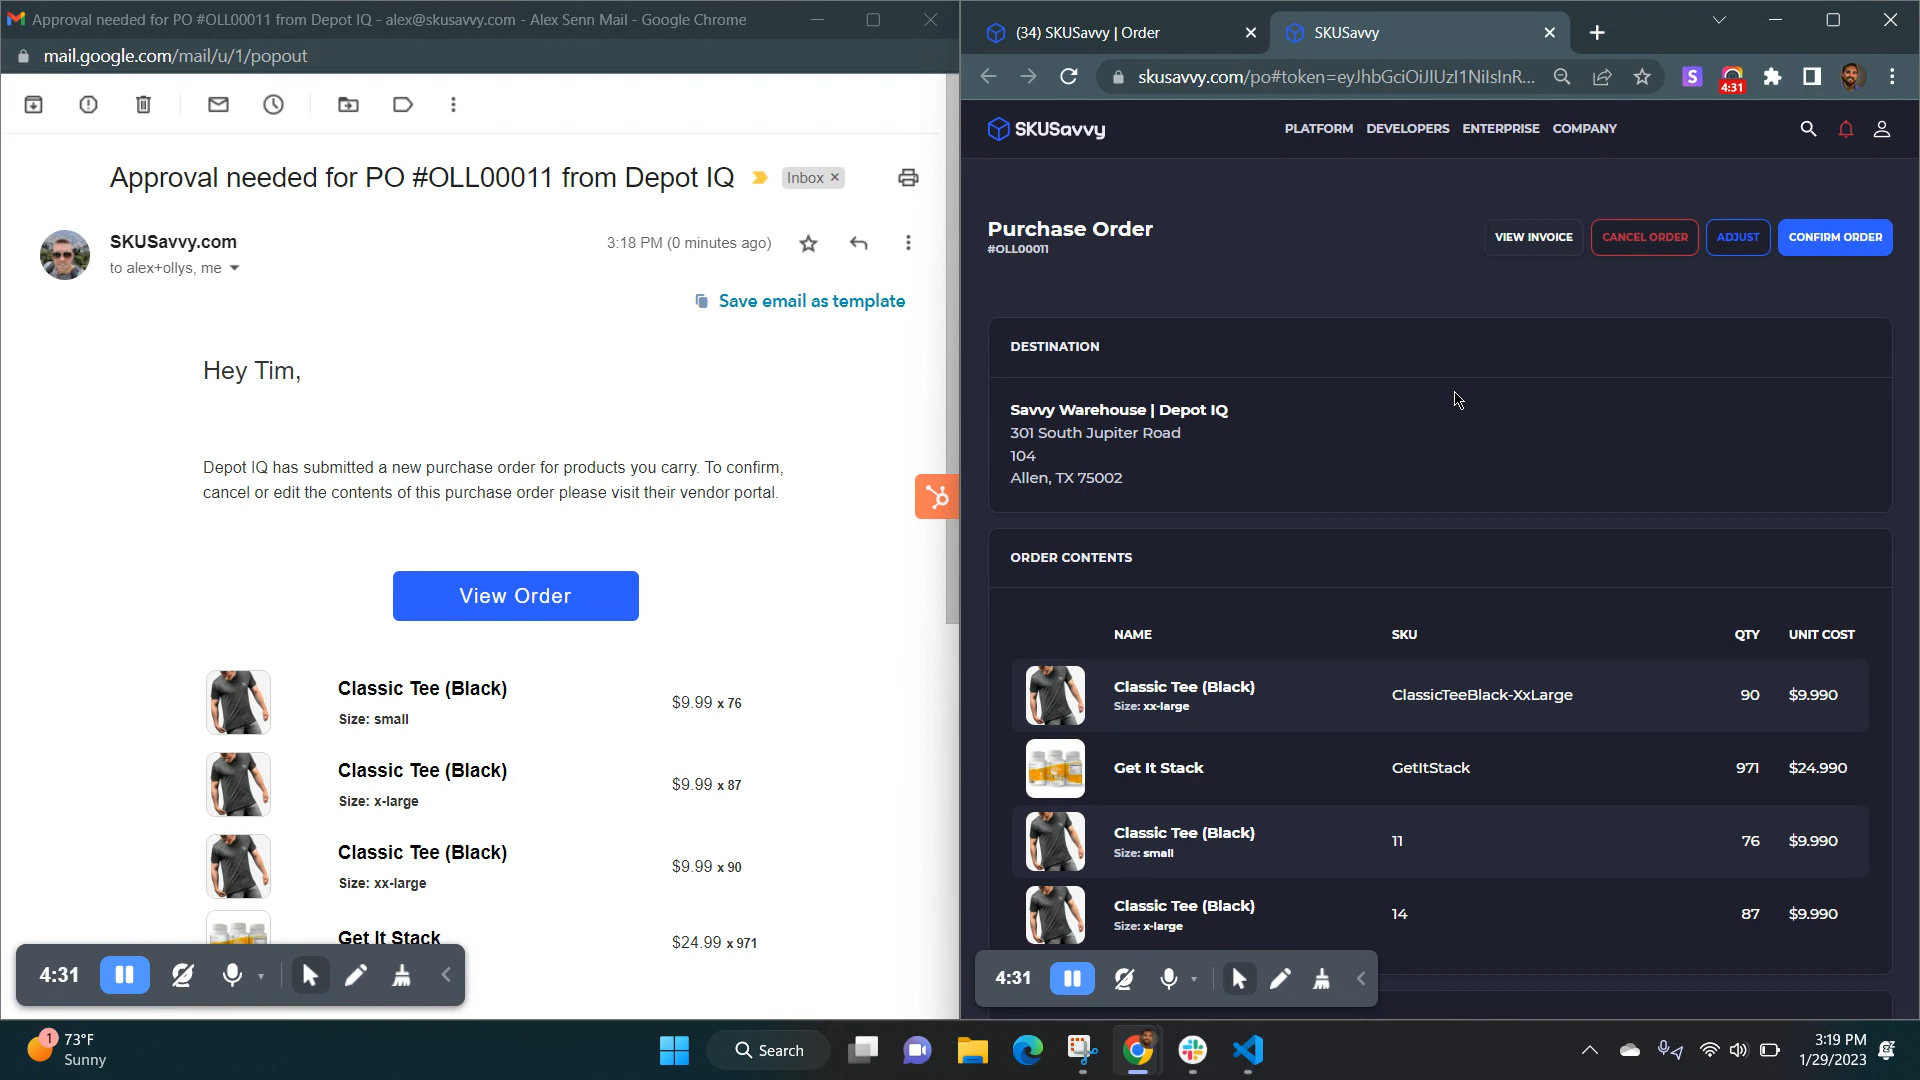 Approval needed for PO #OLL00011 from Depot IQ - alex@skusavvy.com - Alex Senn Mail - Google Chrome
mail.google.com/mail/u/1/popout
Approval needed for PO #OLL00011 from Depot IQ
Inbox ×
SKUSavvy.com
3:18 PM (0 minutes ago)
to alex+ollys, me
Save email as template
Hey Tim,
Depot IQ has submitted a new purchase order for products you carry. To confirm,
cancel or edit the contents of this purchase order please visit their vendor portal.
View Order
Classic Tee (Black)
Size: small
$9.99 x 76
Classic Tee (Black)
Size: x-large
$9.99 x 87
Classic Tee (Black)
Size: xx-large
$9.99 x 90
Get It Stack
$24.99 x 971
4:31
(34) SKUSavvy | Order
SKUSavvy
skusavvy.com/po#token=eyJhbGciOiJIUzI1NiIsInR...
S
4:31
SKUSavvy
PLATFORM DEVELOPERS ENTERPRISE COMPANY
Purchase Order
#OLL00011
VIEW INVOICE
CANCEL ORDER
ADJUST
CONFIRM ORDER
DESTINATION
Savvy Warehouse | Depot IQ
301 South Jupiter Road
104
Allen, TX 75002
ORDER CONTENTS
NAME SKU QTY UNIT COST
Classic Tee (Black)
Size: xx-large
ClassicTeeBlack-XxLarge 90 $9.990
Get It Stack GetItStack 971 $24.990
Classic Tee (Black)
Size: small
11 76 $9.990
Classic Tee (Black)
Size: x-large
14 87 $9.990
4:31
1
73°F
Sunny
Search
3:19 PM
1/29/2023